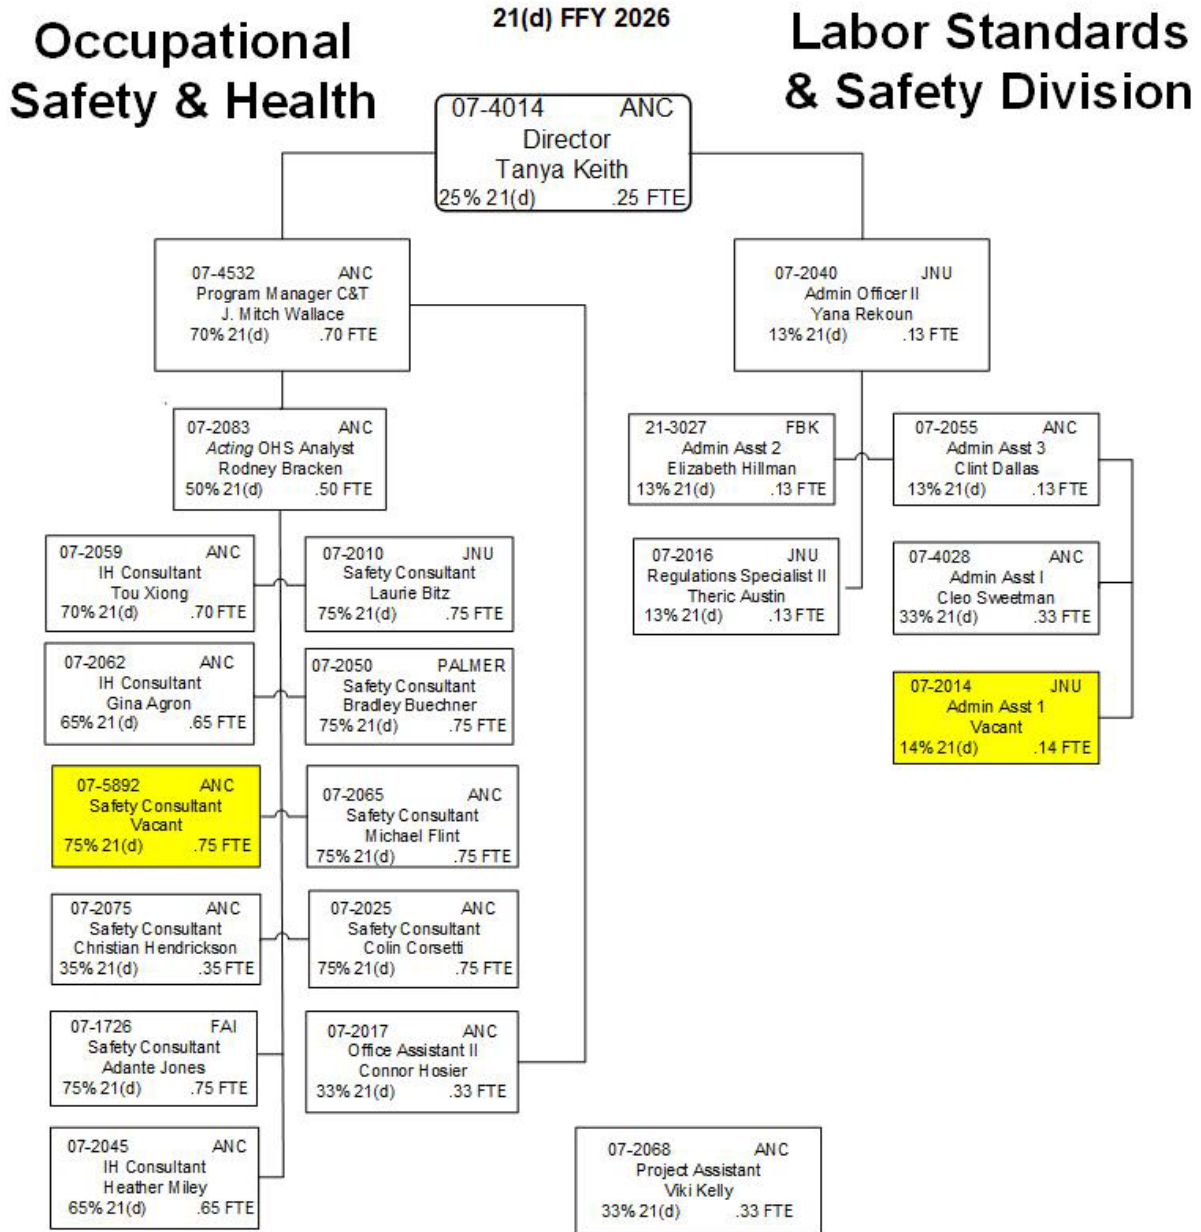 21(d) FFY 2026
Occupational
Safety & Health
Labor Standards
& Safety Division
07-4014 ANC
Director
Tanya Keith
25% 21(d) .25 FTE
07-4532 ANC
Program Manager C&T
J. Mitch Wallace
70% 21(d) .70 FTE
07-2040 JNU
Admin Officer II
Yana Rekoun
13% 21(d) .13 FTE
07-2083 ANC
Acting OHS Analyst
Rodney Bracken
50% 21(d) .50 FTE
21-3027 FBK
Admin Asst 2
Elizabeth Hillman
13% 21(d) .13 FTE
07-2055 ANC
Admin Asst 3
Clint Dallas
13% 21(d) .13 FTE
07-2059 ANC
IH Consultant
Tou Xiong
70% 21(d) .70 FTE
07-2010 JNU
Safety Consultant
Laurie Bitz
75% 21(d) .75 FTE
07-2016 JNU
Regulations Specialist II
Theric Austin
13% 21(d) .13 FTE
07-4028 ANC
Admin Asst I
Cleo Sweetman
33% 21(d) .33 FTE
07-2062 ANC
IH Consultant
Gina Agron
65% 21(d) .65 FTE
07-2050 PALMER
Safety Consultant
Bradley Buechner
75% 21(d) .75 FTE
07-2014 JNU
Admin Asst 1
Vacant
14% 21(d) .14 FTE
07-5892 ANC
Safety Consultant
Vacant
75% 21(d) .75 FTE
07-2065 ANC
Safety Consultant
Michael Flint
75% 21(d) .75 FTE
07-2075 ANC
Safety Consultant
Christian Hendrickson
35% 21(d) .35 FTE
07-2025 ANC
Safety Consultant
Colin Corsetti
75% 21(d) .75 FTE
07-1726 FAI
Safety Consultant
Adante Jones
75% 21(d) .75 FTE
07-2017 ANC
Office Assistant II
Connor Hosier
33% 21(d) .33 FTE
07-2045 ANC
IH Consultant
Heather Miley
65% 21(d) .65 FTE
07-2068 ANC
Project Assistant
Viki Kelly
33% 21(d) .33 FTE